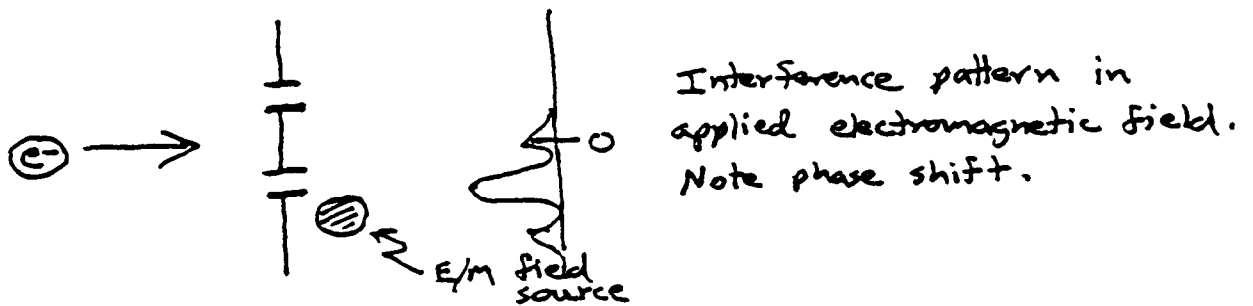 Interference pattern in
applied electromagnetic field.
Note phase shift.
e-
0
E/M field
source